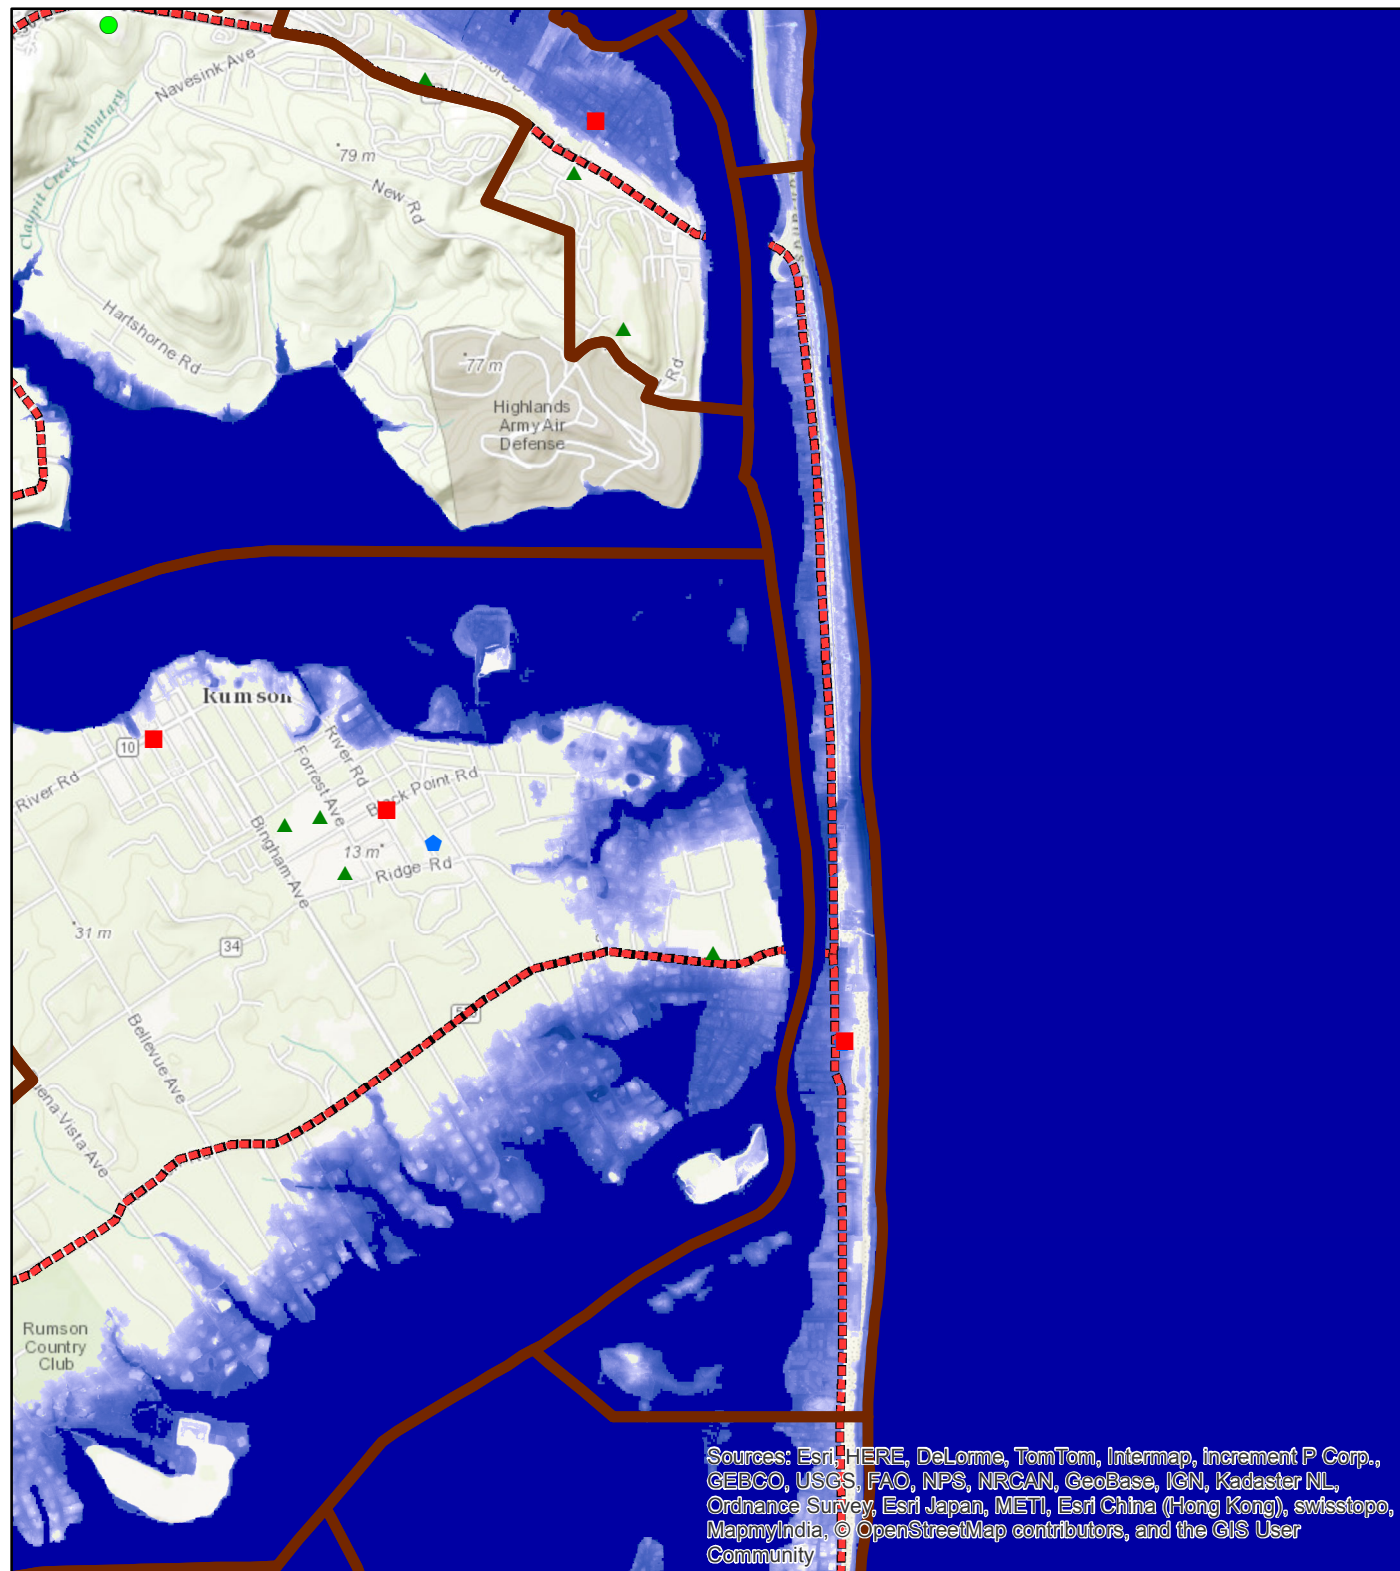 Navesink Ave
Claupit Creek Tributary
79 m
New Rd
Hartshorne Rd
77 m
Rd
Highlands
Army Air
Defense
Rumson
10
River Rd
River Rd
Forrest Ave
Black Point Rd
Bingham Ave
13 m
Ridge Rd
31 m
34
Bellevue Ave
ena Vista Ave
Rumson
Country
Club
Sources: Esri, HERE, DeLorme, TomTom, Intermap, increment P Corp.,
GEBCO, USGS, FAO, NPS, NRCAN, GeoBase, IGN, Kadaster NL,
Ordnance Survey, Esri Japan, METI, Esri China (Hong Kong), swisstopo,
MapmyIndia, © OpenStreetMap contributors, and the GIS User
Community